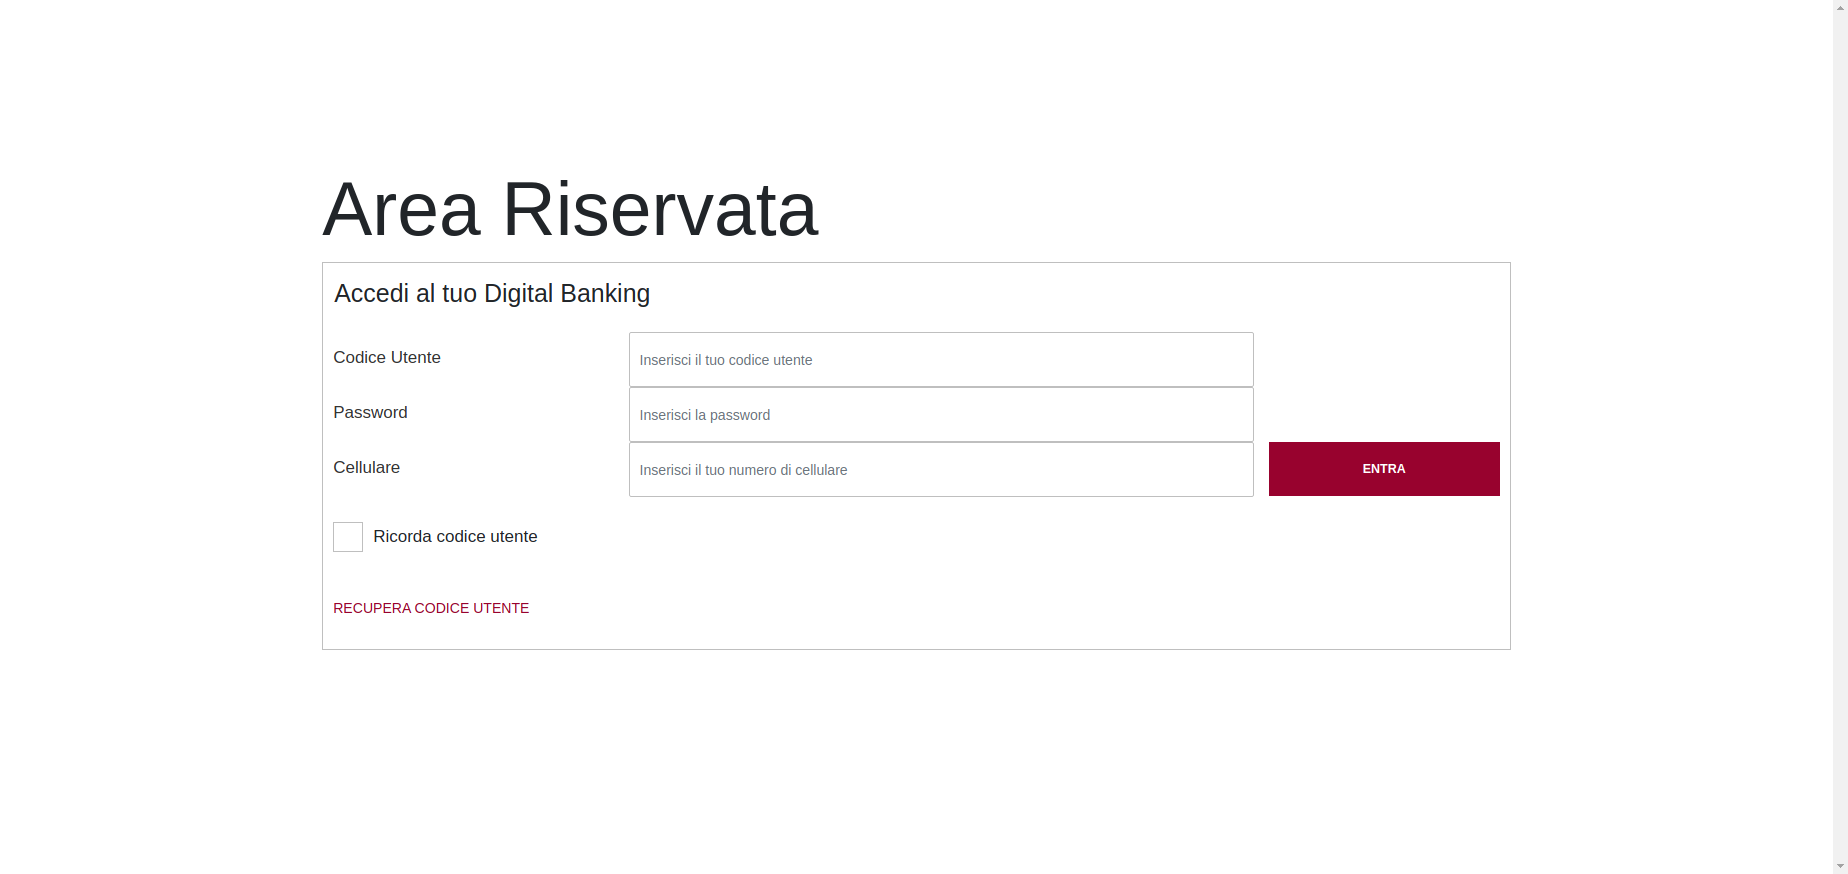 Area Riservata
Accedi al tuo Digital Banking
Codice Utente
Inserisci il tuo codice utente
Password
Inserisci la password
Cellulare
Inserisci il tuo numero di cellulare
ENTRA
Ricorda codice utente
RECUPERA CODICE UTENTE